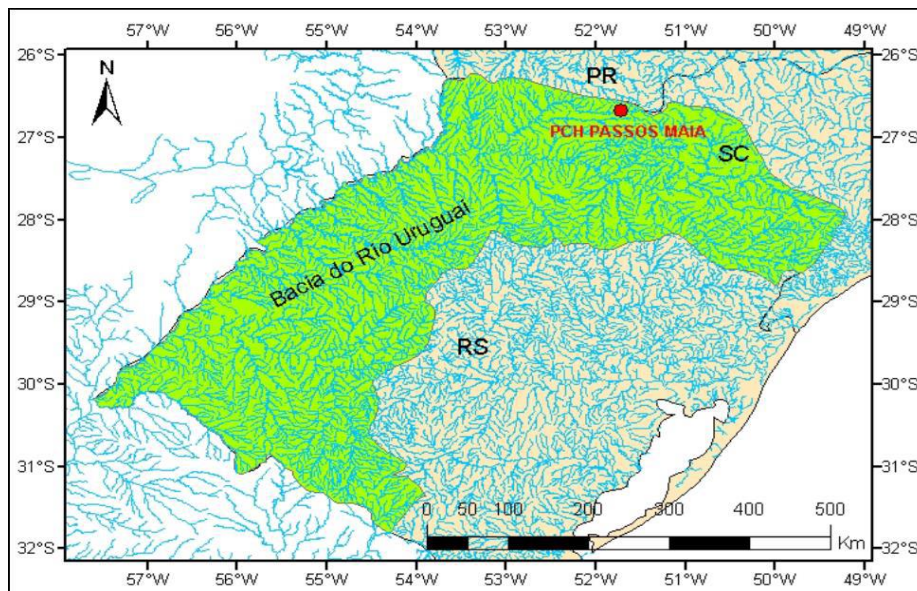 57°W 56°W 55°W 54°W 53°W 52°W 51°W 50°W 49°W
26°S 26°S
N
PR
27°S 27°S
PCH PASSOS MAIA
SC
28°S 28°S
Bacia do Rio Uruguai
29°S 29°S
RS
30°S 30°S
31°S 31°S
0 50 100 200 300 400 500
Km
32°S 32°S
57°W 56°W 55°W 54°W 53°W 52°W 51°W 50°W 49°W